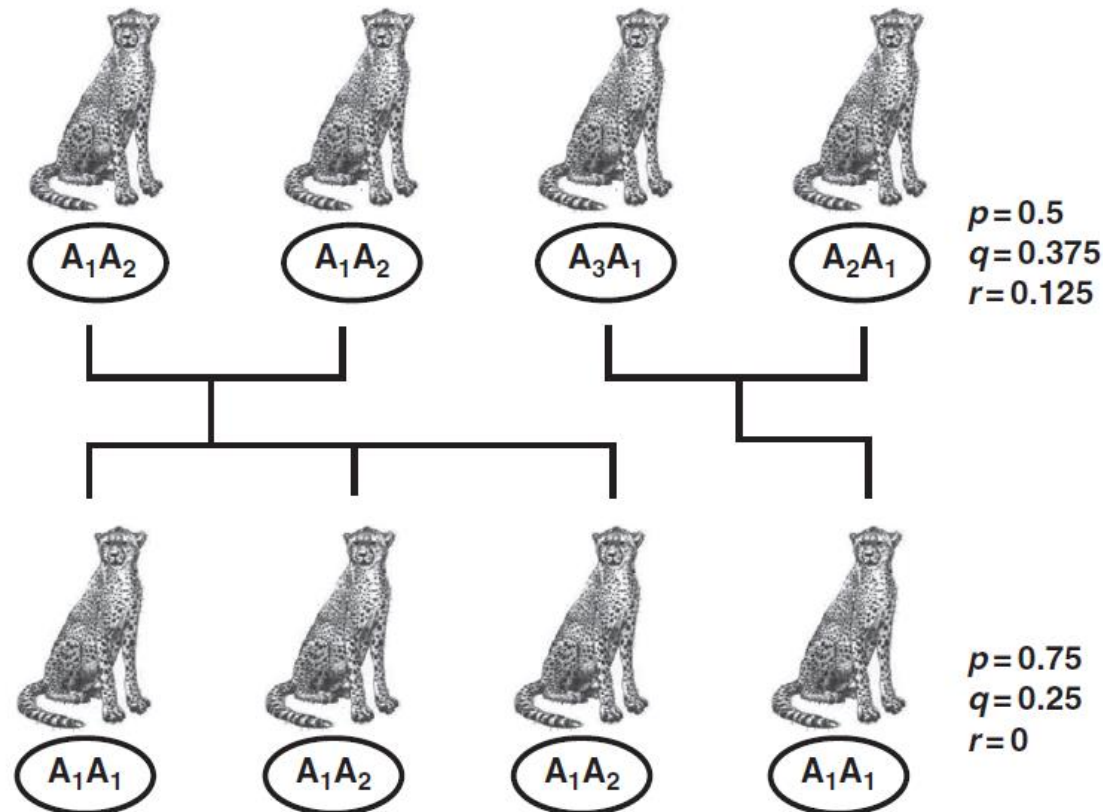 A₁A₂ A₁A₂ A₃A₁ A₂A₁
p = 0.5
q = 0.375
r = 0.125
A₁A₁ A₁A₂ A₁A₂ A₁A₁
p = 0.75
q = 0.25
r = 0